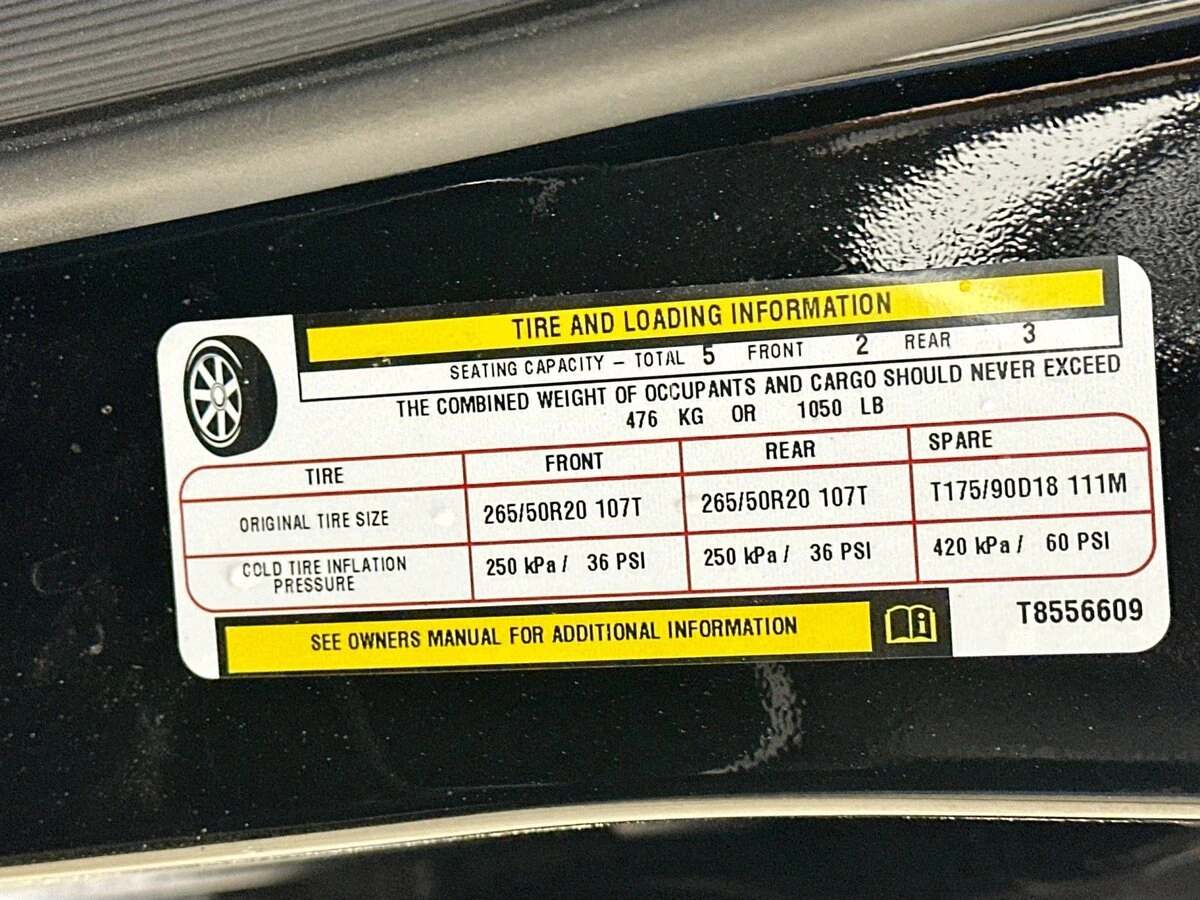 TIRE AND LOADING INFORMATION
SEATING CAPACITY – TOTAL 5 FRONT 2 REAR 3
THE COMBINED WEIGHT OF OCCUPANTS AND CARGO SHOULD NEVER EXCEED
476 KG OR 1050 LB
TIRE FRONT REAR SPARE
ORIGINAL TIRE SIZE 265/50R20 107T 265/50R20 107T T175/90D18 111M
COLD TIRE INFLATION
PRESSURE 250 kPa / 36 PSI 250 kPa / 36 PSI 420 kPa / 60 PSI
SEE OWNERS MANUAL FOR ADDITIONAL INFORMATION
T8556609